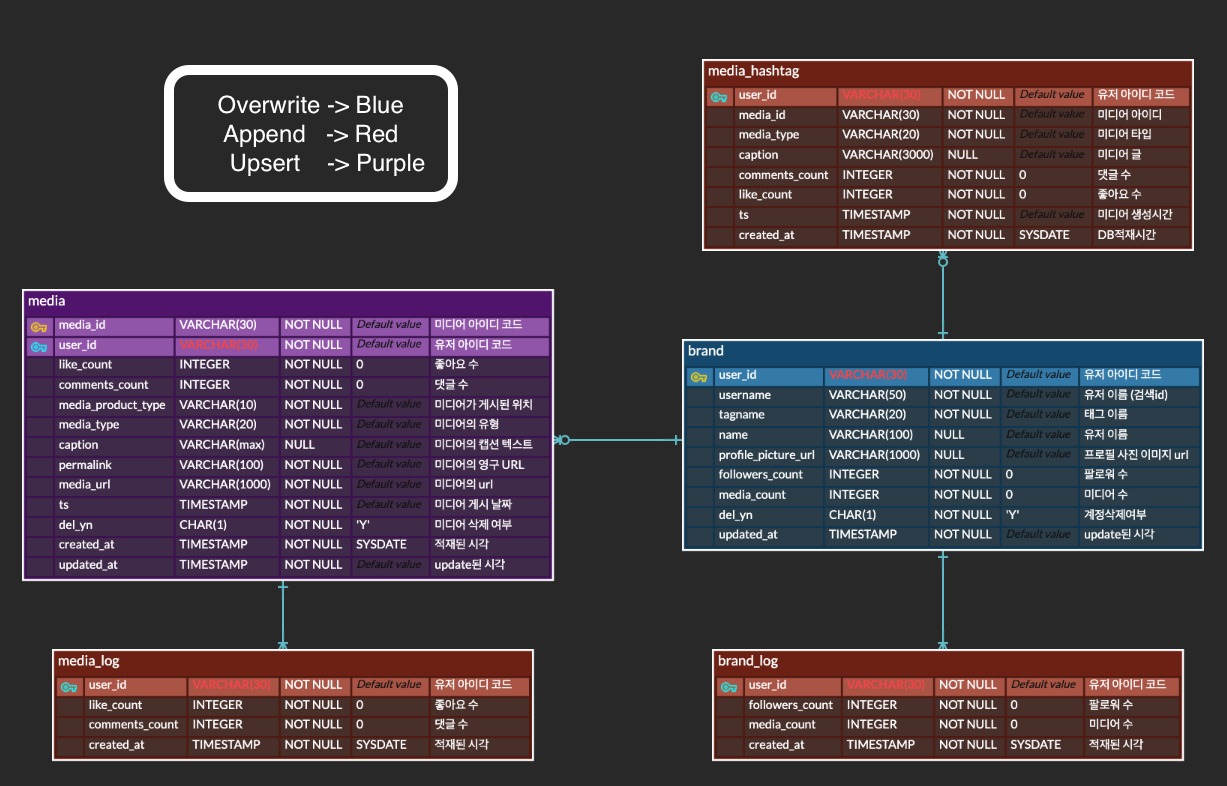 Overwrite -> Blue
Append -> Red
Upsert -> Purple
media_hashtag
user_id VARCHAR(30) NOT NULL Default value 유저 아이디 코드
media_id VARCHAR(30) NOT NULL Default value 미디어 아이디
media_type VARCHAR(20) NOT NULL Default value 미디어 타입
caption VARCHAR(3000) NULL Default value 미디어 글
comments_count INTEGER NOT NULL 0 댓글 수
like_count INTEGER NOT NULL 0 좋아요 수
ts TIMESTAMP NOT NULL Default value 미디어 생성시간
created_at TIMESTAMP NOT NULL SYSDATE DB적재시간
media
media_id VARCHAR(30) NOT NULL Default value 미디어 아이디 코드
user_id VARCHAR(30) NOT NULL Default value 유저 아이디 코드
like_count INTEGER NOT NULL 0 좋아요 수
comments_count INTEGER NOT NULL 0 댓글 수
media_product_type VARCHAR(10) NOT NULL Default value 미디어가 게시된 위치
media_type VARCHAR(20) NOT NULL Default value 미디어의 유형
caption VARCHAR(max) NULL Default value 미디어의 캡션 텍스트
permalink VARCHAR(100) NOT NULL Default value 미디어의 영구 URL
media_url VARCHAR(1000) NOT NULL Default value 미디어의 url
ts TIMESTAMP NOT NULL Default value 미디어 게시 날짜
del_yn CHAR(1) NOT NULL 'Y' 미디어 삭제 여부
created_at TIMESTAMP NOT NULL SYSDATE 적재된 시각
updated_at TIMESTAMP NOT NULL Default value update된 시각
brand
user_id VARCHAR(30) NOT NULL Default value 유저 아이디 코드
username VARCHAR(50) NOT NULL Default value 유저 이름 (검색id)
tagname VARCHAR(20) NOT NULL Default value 태그 이름
name VARCHAR(100) NULL Default value 유저 이름
profile_picture_url VARCHAR(1000) NULL Default value 프로필 사진 이미지 url
followers_count INTEGER NOT NULL 0 팔로워 수
media_count INTEGER NOT NULL 0 미디어 수
del_yn CHAR(1) NOT NULL 'Y' 계정삭제여부
updated_at TIMESTAMP NOT NULL Default value update된 시각
media_log
user_id VARCHAR(30) NOT NULL Default value 유저 아이디 코드
like_count INTEGER NOT NULL 0 좋아요 수
comments_count INTEGER NOT NULL 0 댓글 수
created_at TIMESTAMP NOT NULL SYSDATE 적재된 시각
brand_log
user_id VARCHAR(30) NOT NULL Default value 유저 아이디 코드
followers_count INTEGER NOT NULL 0 팔로워 수
media_count INTEGER NOT NULL 0 미디어 수
created_at TIMESTAMP NOT NULL SYSDATE 적재된 시각